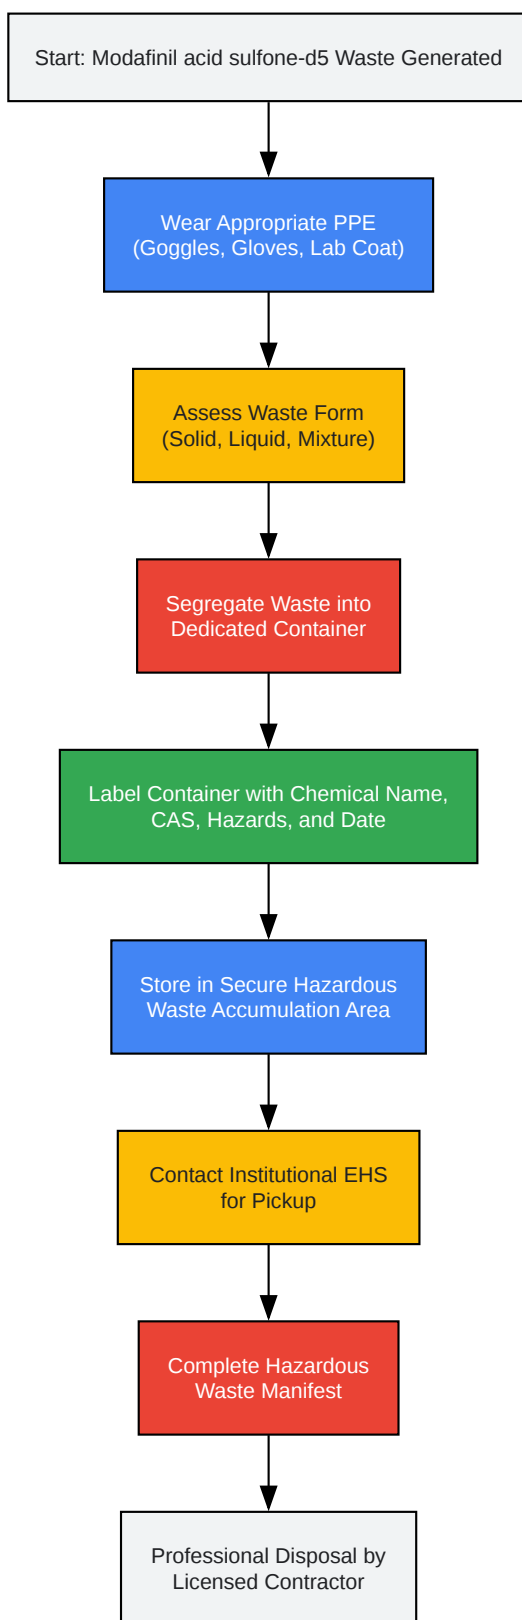 Start: Modafinil acid sulfone-d5 Waste Generated
Wear Appropriate PPE
(Goggles, Gloves, Lab Coat)
Assess Waste Form
(Solid, Liquid, Mixture)
Segregate Waste into
Dedicated Container
Label Container with Chemical Name,
CAS, Hazards, and Date
Store in Secure Hazardous
Waste Accumulation Area
Contact Institutional EHS
for Pickup
Complete Hazardous
Waste Manifest
Professional Disposal by
Licensed Contractor